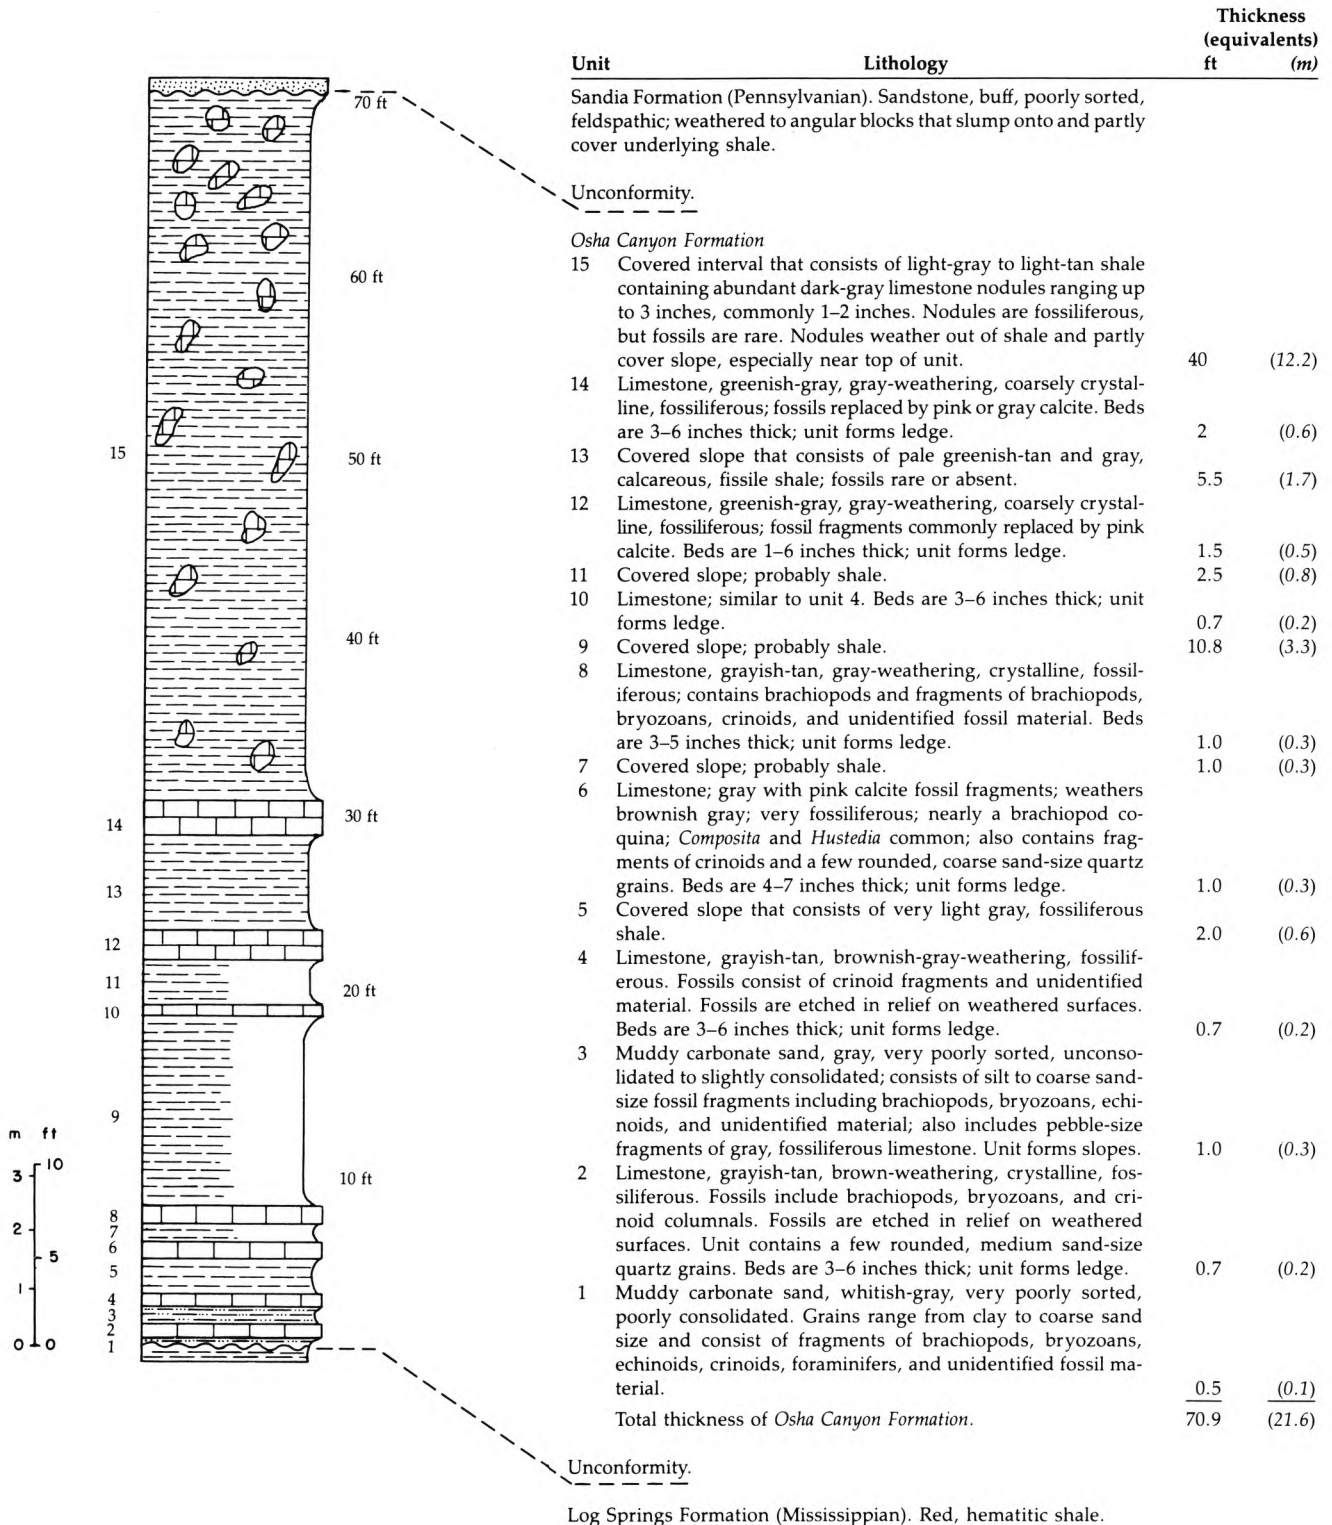 Thickness
(equivalents)
Unit Lithology ft (m)
Sandia Formation (Pennsylvanian). Sandstone, buff, poorly sorted,
feldspathic; weathered to angular blocks that slump onto and partly
cover underlying shale.
Unconformity.
Osha Canyon Formation
15 Covered interval that consists of light-gray to light-tan shale
containing abundant dark-gray limestone nodules ranging up
to 3 inches, commonly 1–2 inches. Nodules are fossiliferous,
but fossils are rare. Nodules weather out of shale and partly
cover slope, especially near top of unit. 40 (12.2)
14 Limestone, greenish-gray, gray-weathering, coarsely crystal-
line, fossiliferous; fossils replaced by pink or gray calcite. Beds
are 3–6 inches thick; unit forms ledge. 2 (0.6)
13 Covered slope that consists of pale greenish-tan and gray,
calcareous, fissile shale; fossils rare or absent. 5.5 (1.7)
12 Limestone, greenish-gray, gray-weathering, coarsely crystal-
line, fossiliferous; fossil fragments commonly replaced by pink
calcite. Beds are 1–6 inches thick; unit forms ledge. 1.5 (0.5)
11 Covered slope; probably shale. 2.5 (0.8)
10 Limestone; similar to unit 4. Beds are 3–6 inches thick; unit
forms ledge. 0.7 (0.2)
9 Covered slope; probably shale. 10.8 (3.3)
8 Limestone, grayish-tan, gray-weathering, crystalline, fossil-
iferous; contains brachiopods and fragments of brachiopods,
bryozoans, crinoids, and unidentified fossil material. Beds
are 3–5 inches thick; unit forms ledge. 1.0 (0.3)
7 Covered slope; probably shale. 1.0 (0.3)
6 Limestone; gray with pink calcite fossil fragments; weathers
brownish gray; very fossiliferous; nearly a brachiopod co-
quina; Composita and Hustedia common; also contains frag-
ments of crinoids and a few rounded, coarse sand-size quartz
grains. Beds are 4–7 inches thick; unit forms ledge. 1.0 (0.3)
5 Covered slope that consists of very light gray, fossiliferous
shale. 2.0 (0.6)
4 Limestone, grayish-tan, brownish-gray-weathering, fossilif-
erous. Fossils consist of crinoid fragments and unidentified
material. Fossils are etched in relief on weathered surfaces.
Beds are 3–6 inches thick; unit forms ledge. 0.7 (0.2)
3 Muddy carbonate sand, gray, very poorly sorted, unconso-
lidated to slightly consolidated; consists of silt to coarse sand-
size fossil fragments including brachiopods, bryozoans, echi-
noids, and unidentified material; also includes pebble-size
fragments of gray, fossiliferous limestone. Unit forms slopes. 1.0 (0.3)
2 Limestone, grayish-tan, brown-weathering, crystalline, fos-
siliferous. Fossils include brachiopods, bryozoans, and cri-
noid columnals. Fossils are etched in relief on weathered
surfaces. Unit contains a few rounded, medium sand-size
quartz grains. Beds are 3–6 inches thick; unit forms ledge. 0.7 (0.2)
1 Muddy carbonate sand, whitish-gray, very poorly sorted,
poorly consolidated. Grains range from clay to coarse sand
size and consist of fragments of brachiopods, bryozoans,
echinoids, crinoids, foraminifers, and unidentified fossil ma-
terial. 0.5 (0.1)
Total thickness of Osha Canyon Formation. 70.9 (21.6)
Unconformity.
Log Springs Formation (Mississippian). Red, hematitic shale.
70 ft
60 ft
50 ft
40 ft
30 ft
20 ft
10 ft
15
14
13
12
11
10
9
8
7
6
5
4
3
2
1
m ft
10
3
2
5
1
0 0